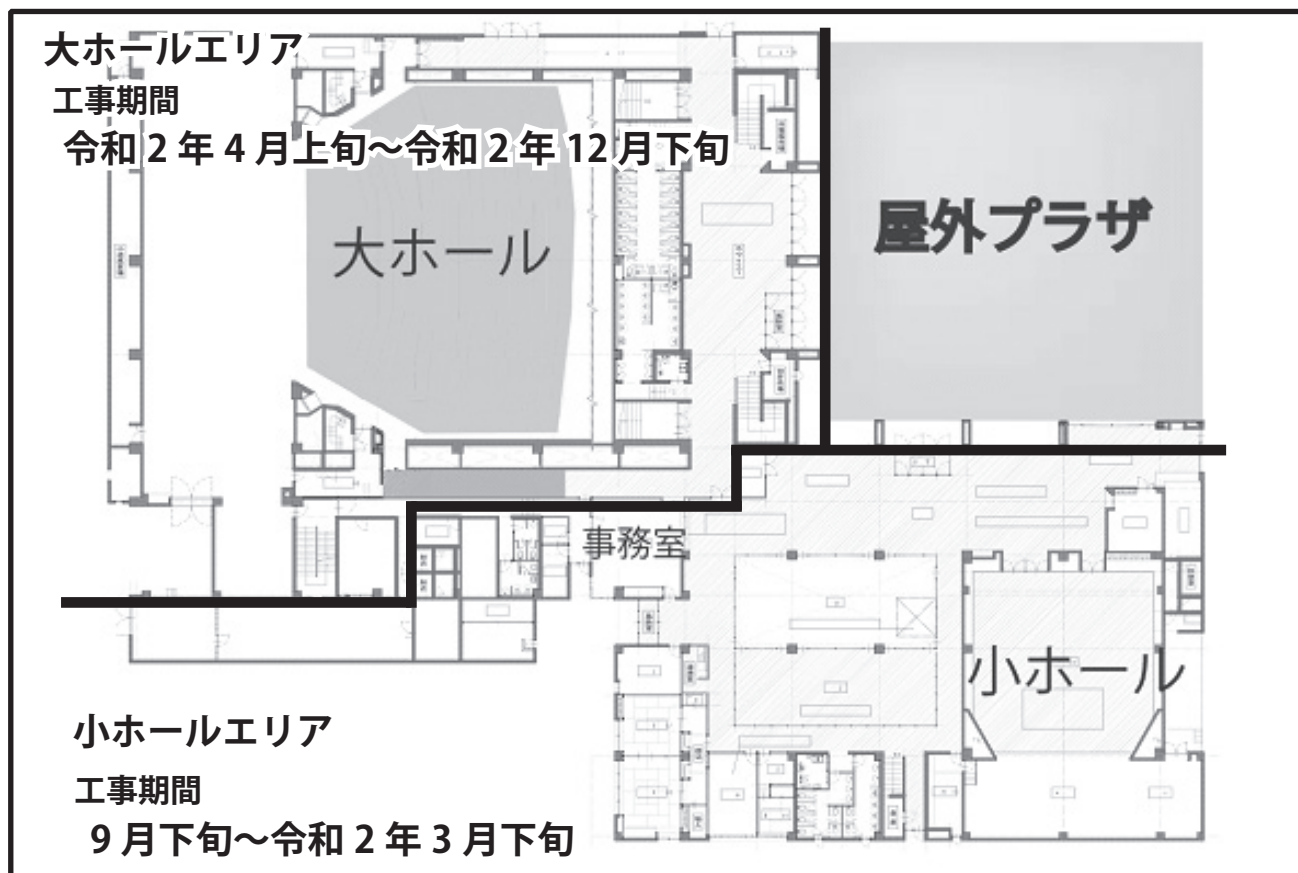 大ホールエリア
工事期間
令和 2 年 4 月上旬～令和 2 年 12 月下旬
大ホール
屋外プラザ
事務室
小ホール
小ホールエリア
工事期間
9 月下旬～令和 2 年 3 月下旬